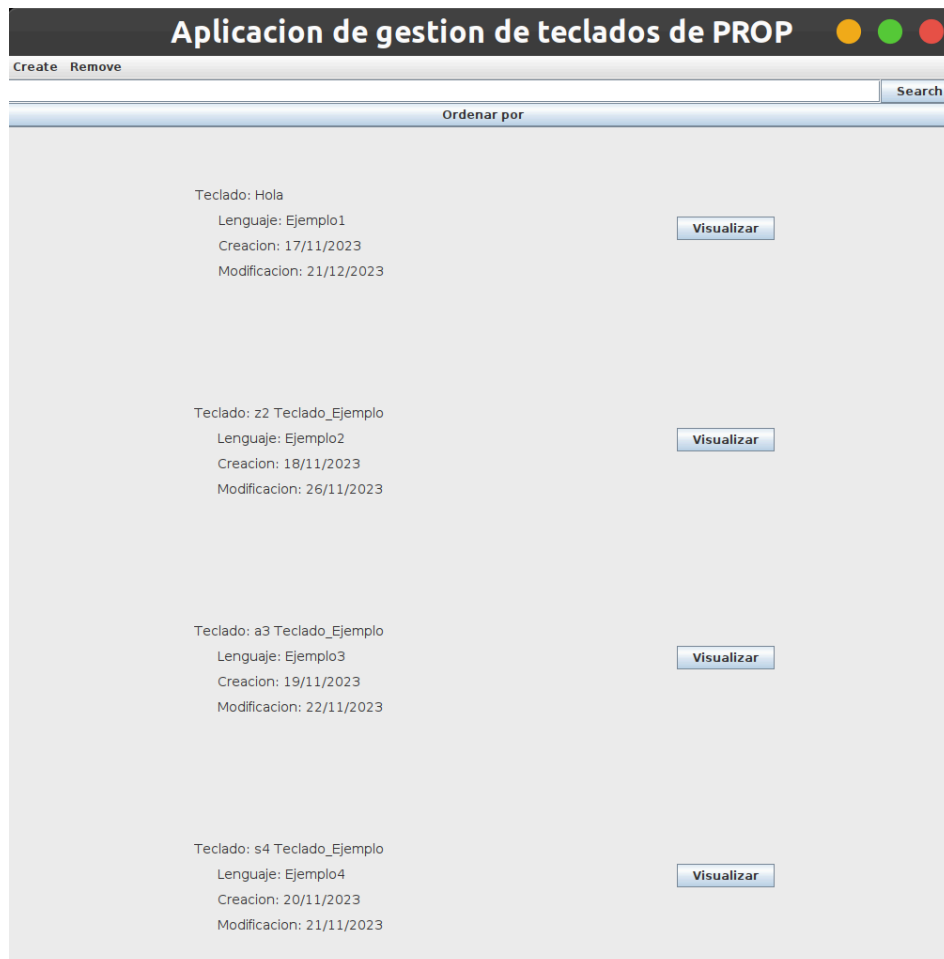 Aplicacion de gestion de teclados de PROP
Create Remove
Search
Ordenar por
Teclado: Hola
Lenguaje: Ejemplo1
Creacion: 17/11/2023
Modificacion: 21/12/2023
Visualizar
Teclado: z2 Teclado_Ejemplo
Lenguaje: Ejemplo2
Creacion: 18/11/2023
Modificacion: 26/11/2023
Visualizar
Teclado: a3 Teclado_Ejemplo
Lenguaje: Ejemplo3
Creacion: 19/11/2023
Modificacion: 22/11/2023
Visualizar
Teclado: s4 Teclado_Ejemplo
Lenguaje: Ejemplo4
Creacion: 20/11/2023
Modificacion: 21/11/2023
Visualizar